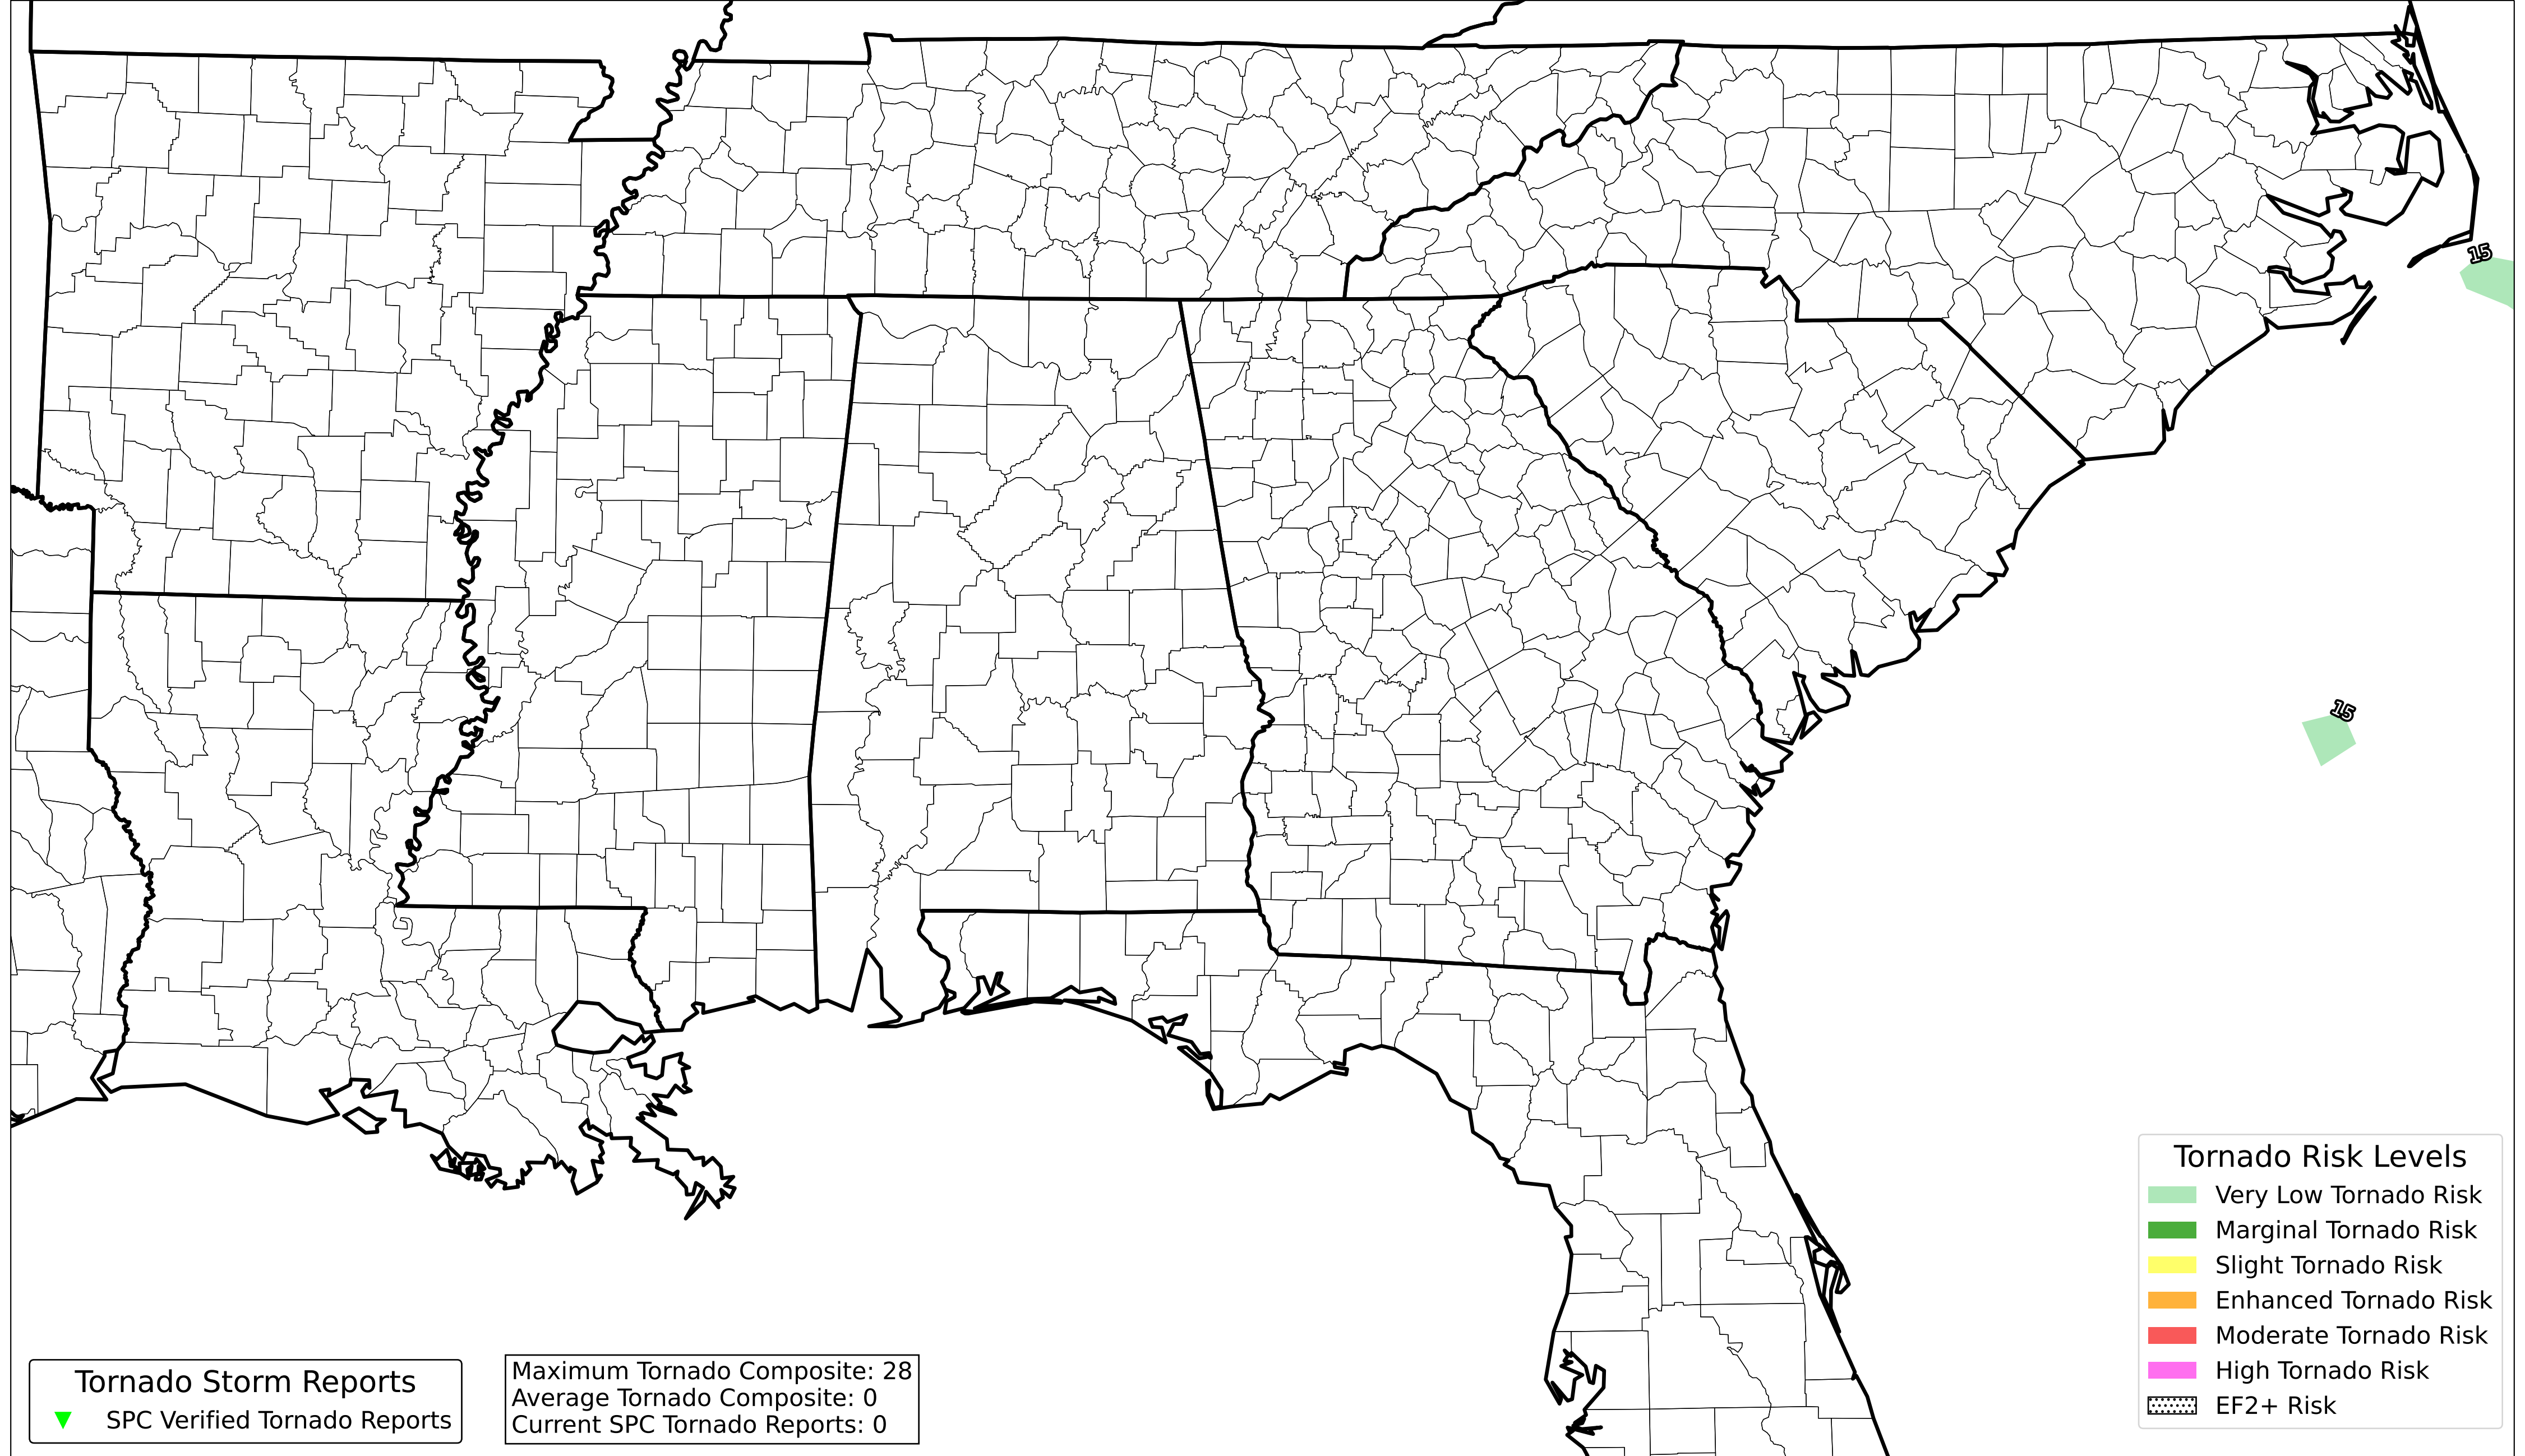 15
15
Tornado Risk Levels
Very Low Tornado Risk
Marginal Tornado Risk
Slight Tornado Risk
Enhanced Tornado Risk
Moderate Tornado Risk
High Tornado Risk
EF2+ Risk
Tornado Storm Reports
SPC Verified Tornado Reports
Maximum Tornado Composite: 28
Average Tornado Composite: 0
Current SPC Tornado Reports: 0